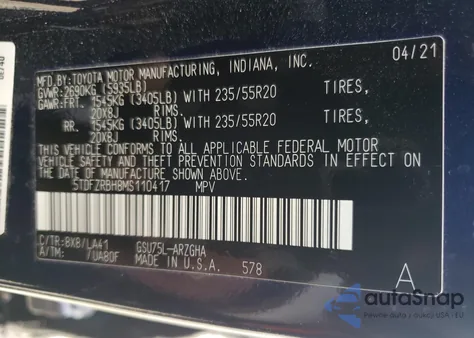 MFD.BY:TOYOTA MOTOR MANUFACTURING, INDIANA, INC. 04/21
GVWR:2690KG (5935LB)
GAWR:FRT. 1545KG (3405LB) WITH 235/55R20 TIRES,
20X8J RIMS.
RR. 1545KG (3405LB) WITH 235/55R20 TIRES,
20X8J RIMS.
THIS VEHICLE CONFORMS TO ALL APPLICABLE FEDERAL MOTOR
VEHICLE SAFETY AND THEFT PREVENTION STANDARDS IN EFFECT ON
THE DATE OF MANUFACTURE SHOWN ABOVE.
5TDFZRBH8MS110417 MPV
C/TR:8X8/LA41 GSU75L-ARZGHA
A/TM: /UA80F MADE IN U.S.A. 578
A
autoSnap